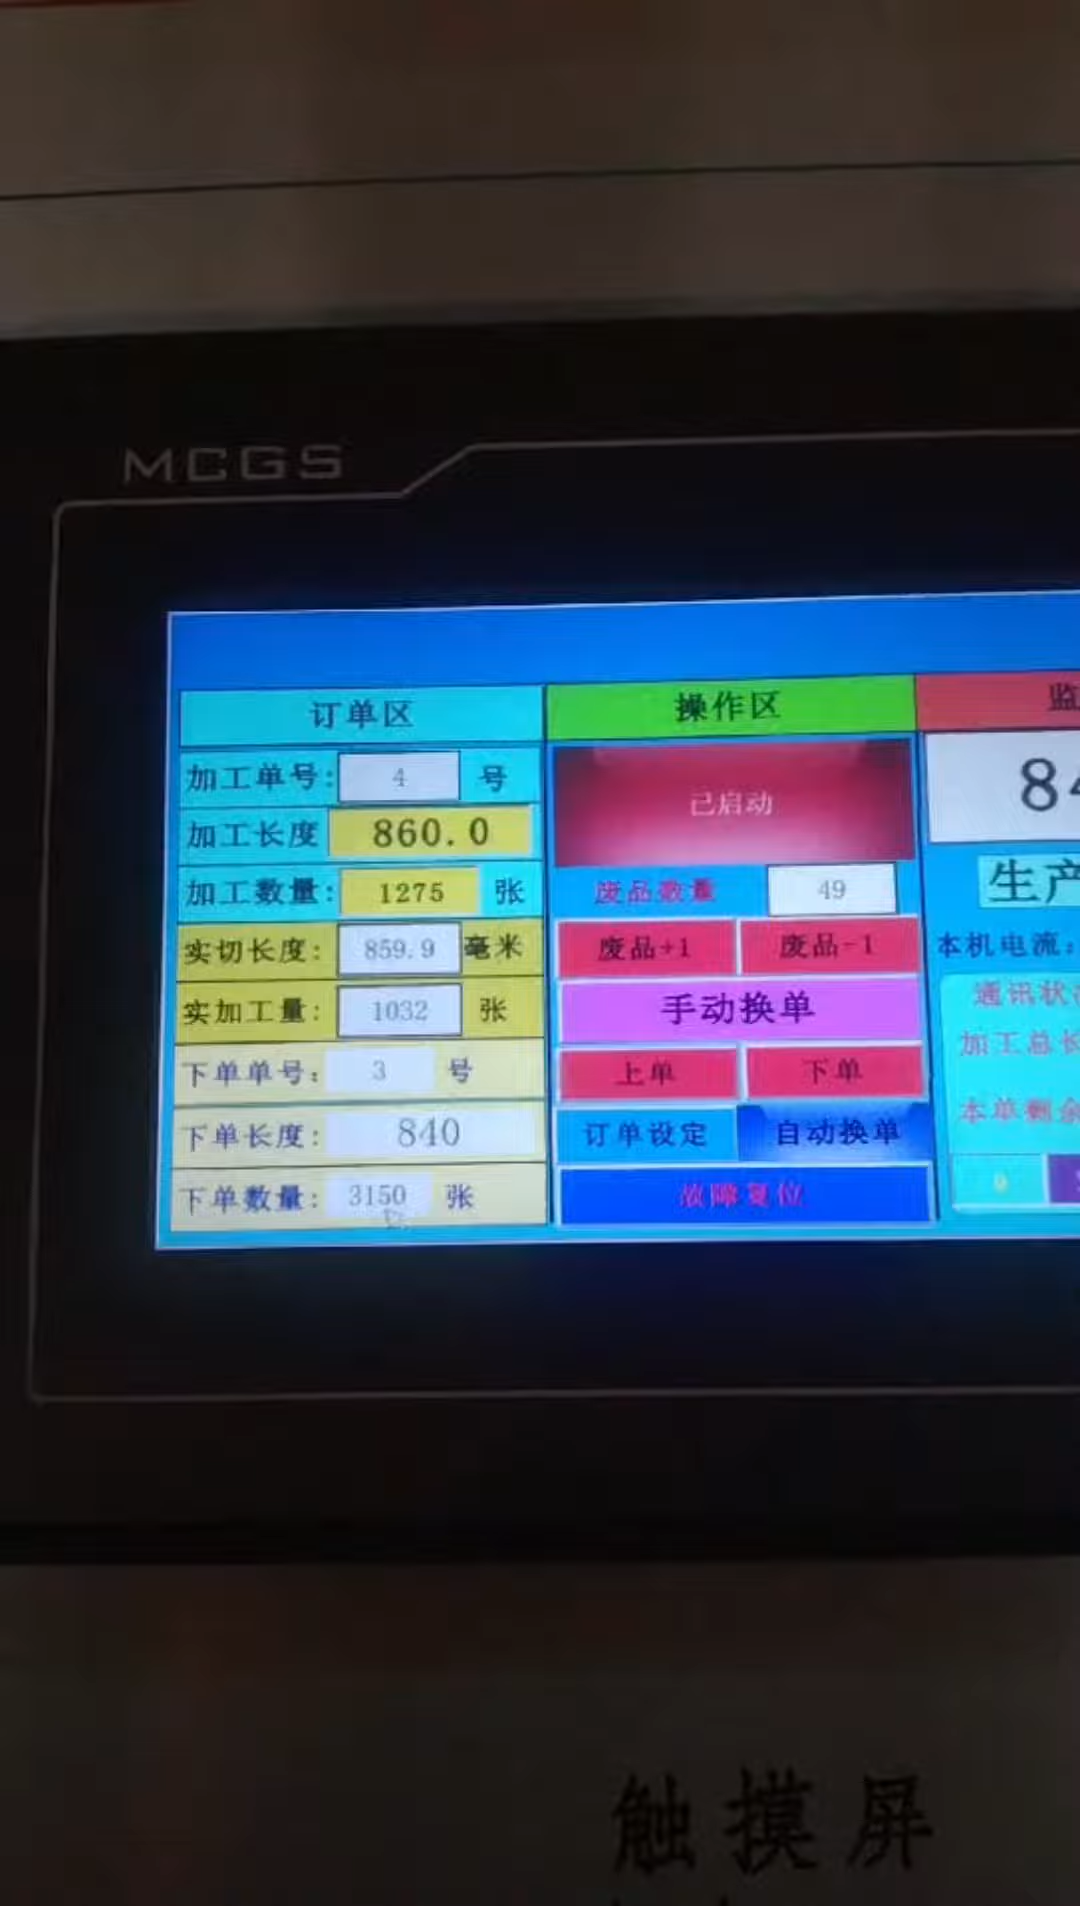 MCGS
订单区 操作区 监
加工单号: 4 号 已启动 84
加工长度 860.0
加工数量: 1275 张 废品数量 49 生产
实切长度: 859.9 毫米 废品+1 废品-1 本机电流:
实加工量: 1032 张 手动换单 通讯状
下单单号: 3 号 上单 下单 加工总长
下单长度: 840 订单设定 自动换单 本单剩余
下单数量: 3150 张 故障复位 0
触摸屏